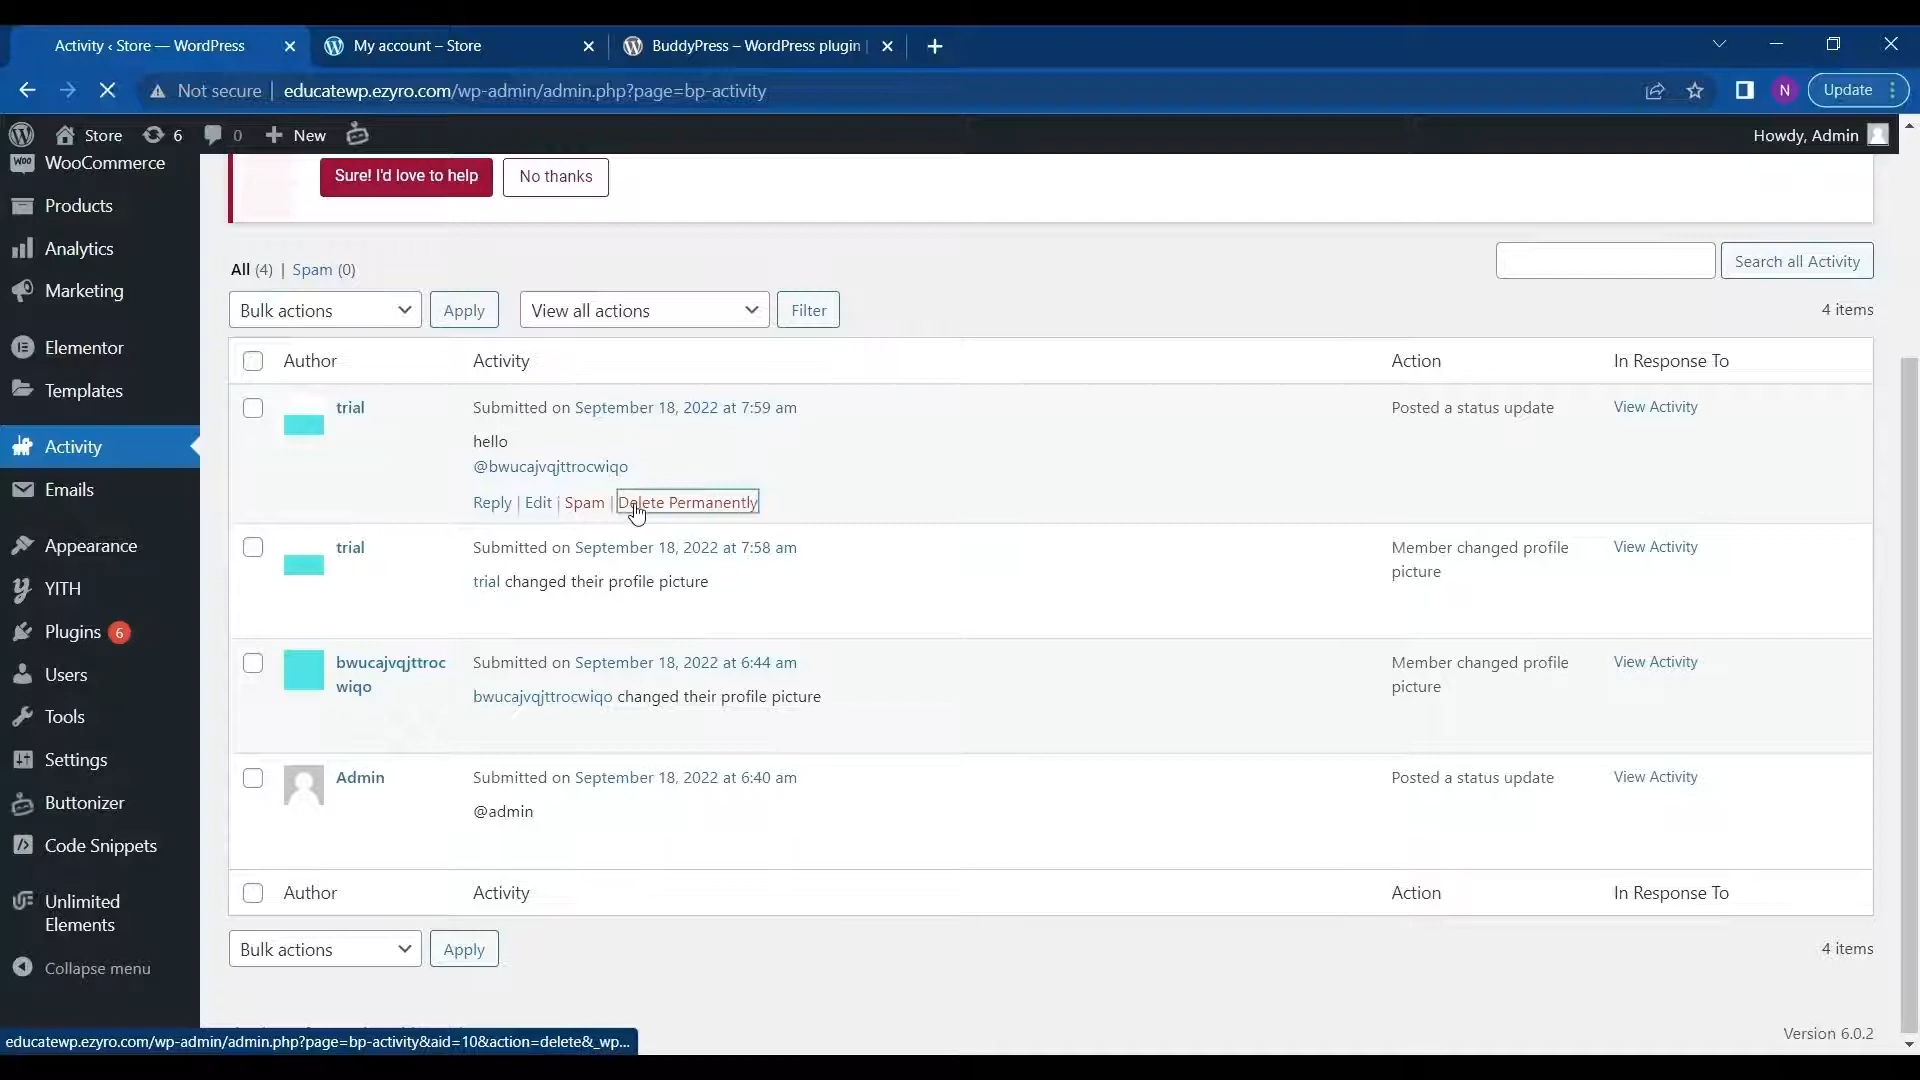 Activity ‹ Store — WordPress
My account – Store
BuddyPress – WordPress plugin
Not secure
educatewp.ezyro.com/wp-admin/admin.php?page=bp-activity
N
Update
Store
6
0
New
Howdy, Admin
WooCommerce
Products
Analytics
Marketing
Elementor
Templates
Activity
Emails
Appearance
YITH
Plugins 6
Users
Tools
Settings
Buttonizer
Code Snippets
Unlimited
Elements
Collapse menu
Sure! I'd love to help
No thanks
All (4) | Spam (0)
Search all Activity
Bulk actions
Apply
View all actions
Filter
4 items
Author
Activity
Action
In Response To
trial
Submitted on September 18, 2022 at 7:59 am
hello
@bwucajvqjttrocwiqo
Reply | Edit | Spam | Delete Permanently
Posted a status update
View Activity
trial
Submitted on September 18, 2022 at 7:58 am
trial changed their profile picture
Member changed profile
picture
View Activity
bwucajvqjttroc
wiqo
Submitted on September 18, 2022 at 6:44 am
bwucajvqjttrocwiqo changed their profile picture
Member changed profile
picture
View Activity
Admin
Submitted on September 18, 2022 at 6:40 am
@admin
Posted a status update
View Activity
Author
Activity
Action
In Response To
Bulk actions
Apply
4 items
Version 6.0.2
educatewp.ezyro.com/wp-admin/admin.php?page=bp-activity&aid=10&action=delete&_wp...